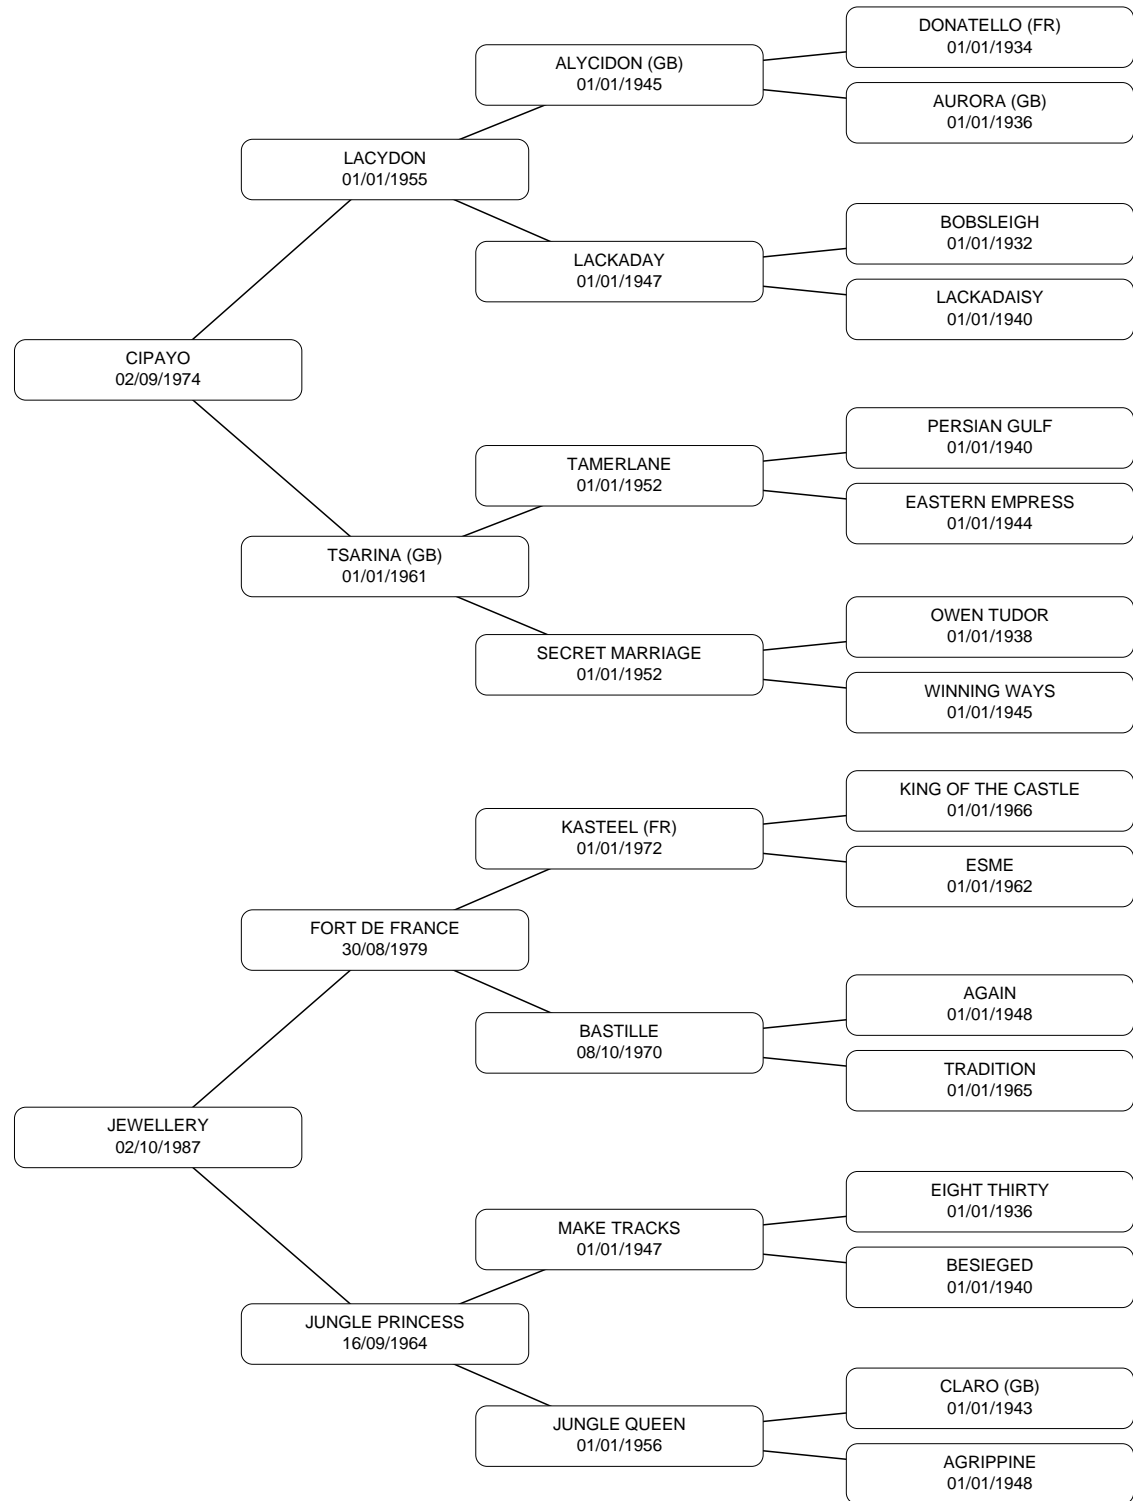 DONATELLO (FR)
01/01/1934
ALYCIDON (GB)
01/01/1945
AURORA (GB)
01/01/1936
LACYDON
01/01/1955
BOBSLEIGH
01/01/1932
LACKADAY
01/01/1947
LACKADAISY
01/01/1940
CIPAYO
02/09/1974
PERSIAN GULF
01/01/1940
TAMERLANE
01/01/1952
EASTERN EMPRESS
01/01/1944
TSARINA (GB)
01/01/1961
OWEN TUDOR
01/01/1938
SECRET MARRIAGE
01/01/1952
WINNING WAYS
01/01/1945
KING OF THE CASTLE
01/01/1966
KASTEEL (FR)
01/01/1972
ESME
01/01/1962
FORT DE FRANCE
30/08/1979
AGAIN
01/01/1948
BASTILLE
08/10/1970
TRADITION
01/01/1965
JEWELLERY
02/10/1987
EIGHT THIRTY
01/01/1936
MAKE TRACKS
01/01/1947
BESIEGED
01/01/1940
JUNGLE PRINCESS
16/09/1964
CLARO (GB)
01/01/1943
JUNGLE QUEEN
01/01/1956
AGRIPPINE
01/01/1948